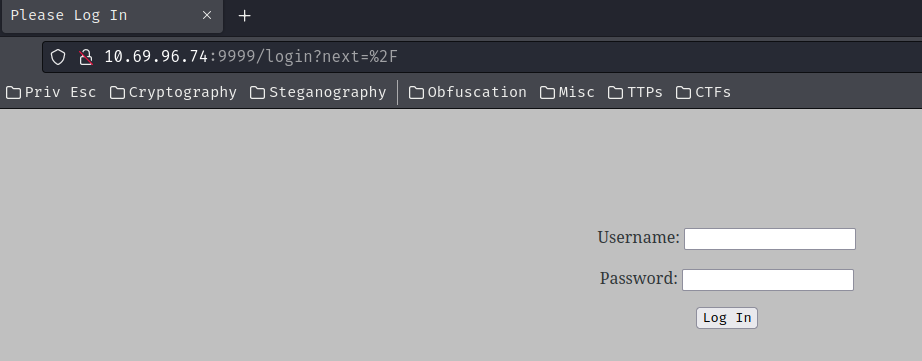 Please Log In
10.69.96.74:9999/login?next=%2F
Priv Esc Cryptography Steganography Obfuscation Misc TTPs CTFs
Username:
Password:
Log In